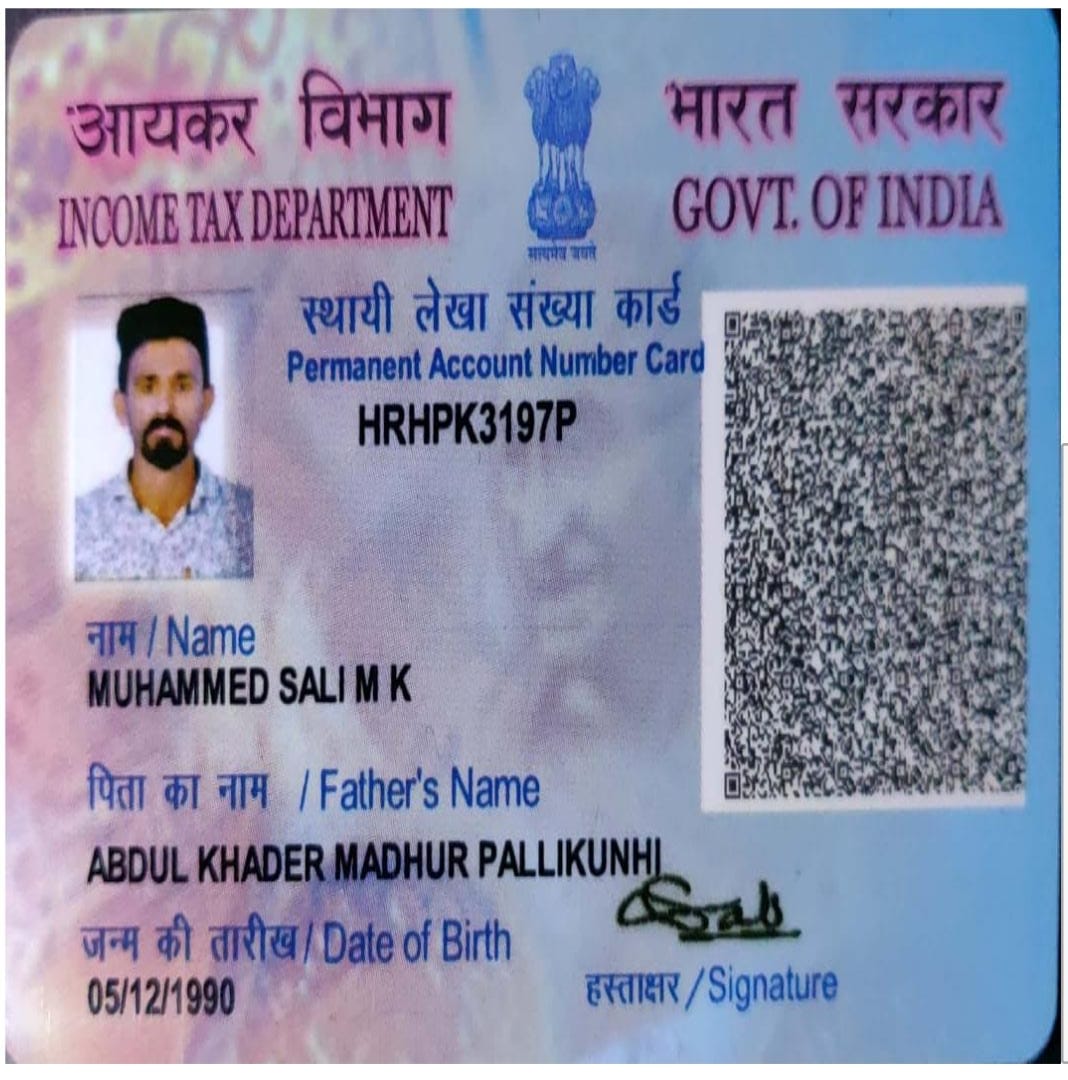 आयकर विभाग
INCOME TAX DEPARTMENT
सत्यमेव जयते
भारत सरकार
GOVT. OF INDIA
स्थायी लेखा संख्या कार्ड
Permanent Account Number Card
HRHPK3197P
नाम / Name
MUHAMMED SALI M K
पिता का नाम / Father's Name
ABDUL KHADER MADHUR PALLIKUNHI
जन्म की तारीख / Date of Birth
05/12/1990
हस्ताक्षर / Signature